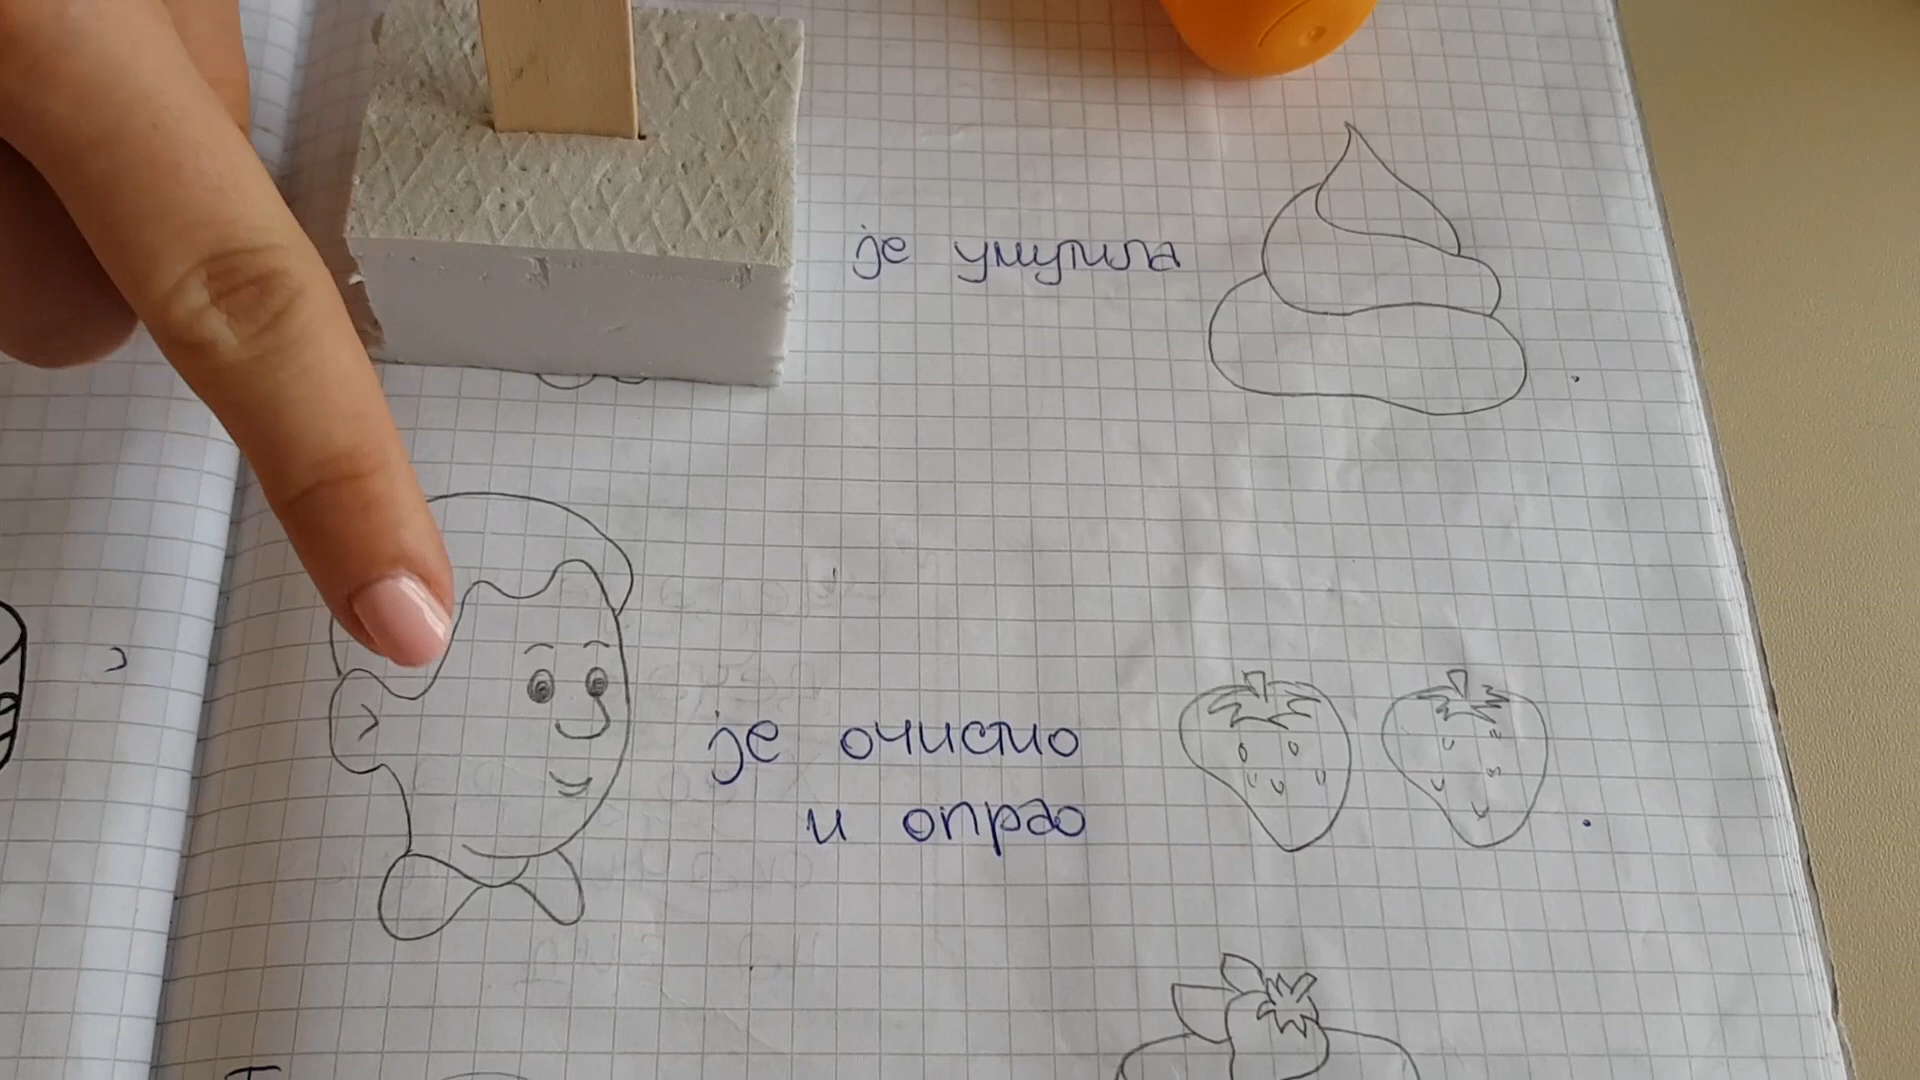 је умутила
је очистио
и опрао